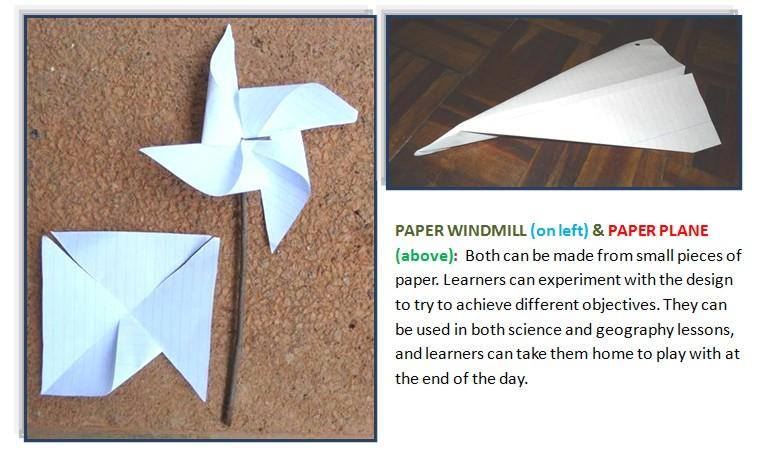 PAPER WINDMILL (on left) & PAPER PLANE
(above):  Both can be made from small pieces of
paper. Learners can experiment with the design
to try to achieve different objectives. They can
be used in both science and geography lessons,
and learners can take them home to play with at
the end of the day.